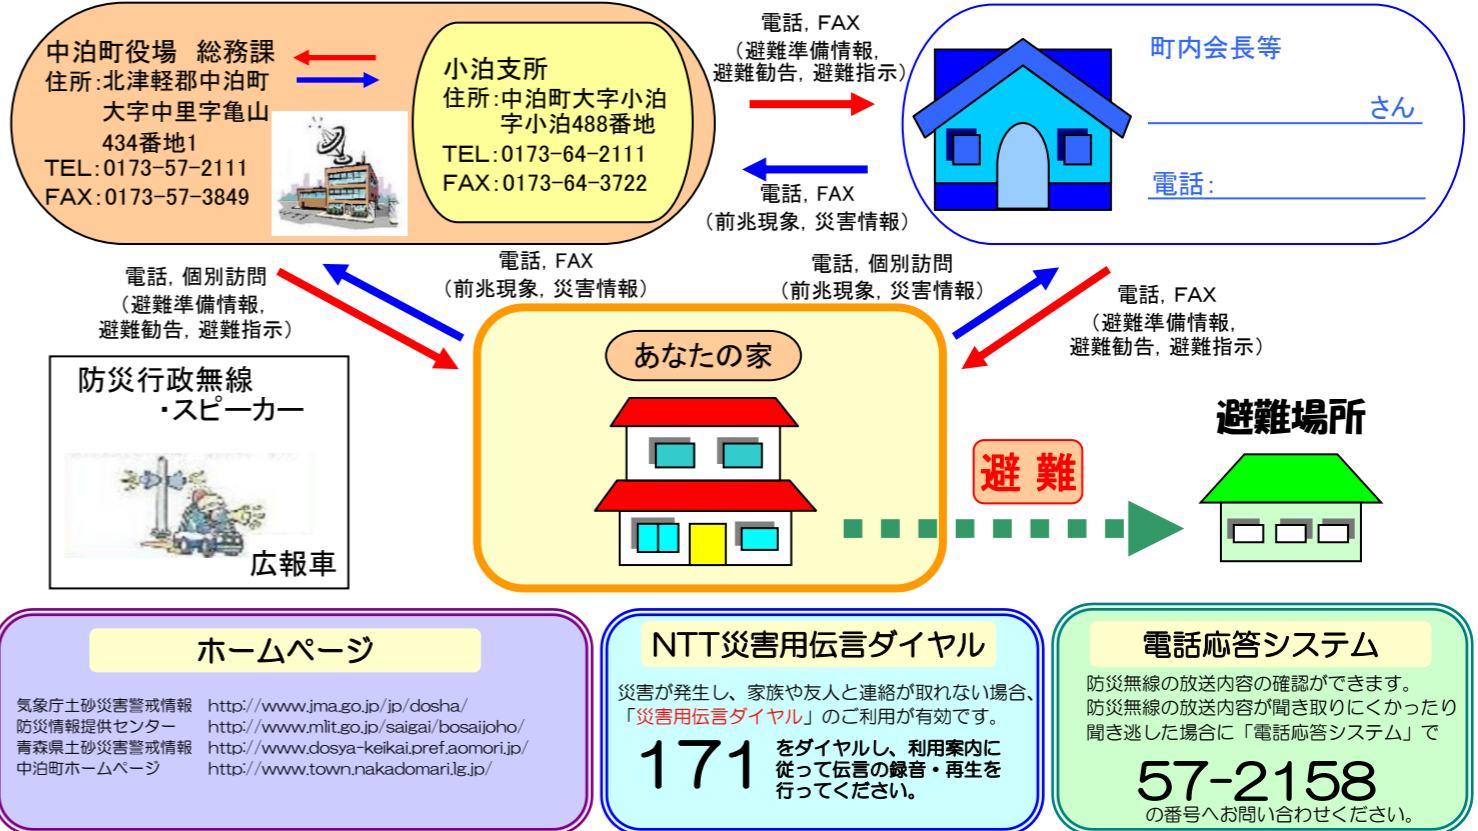 中泊町役場 総務課
住所:北津軽郡中泊町
大字中里字亀山
434番地1
TEL:0173-57-2111
FAX:0173-57-3849
小泊支所
住所:中泊町大字小泊
字小泊488番地
TEL:0173-64-2111
FAX:0173-64-3722
電話, FAX
(避難準備情報,
避難勧告, 避難指示)
電話, FAX
(前兆現象, 災害情報)
町内会長等
さん
電話:
電話, 個別訪問
(避難準備情報,
避難勧告, 避難指示)
電話, FAX
(前兆現象, 災害情報)
電話, 個別訪問
(前兆現象, 災害情報)
電話, FAX
(避難準備情報,
避難勧告, 避難指示)
防災行政無線
・スピーカー
広報車
あなたの家
避 難
避難場所
ホームページ
気象庁土砂災害警戒情報 http://www.jma.go.jp/jp/dosha/
防災情報提供センター http://www.mlit.go.jp/saigai/bosaijoho/
青森県土砂災害警戒情報 http://www.dosya-keikai.pref.aomori.jp/
中泊町ホームページ http://www.town.nakadomari.lg.jp/
NTT災害用伝言ダイヤル
災害が発生し、家族や友人と連絡が取れない場合、
「災害用伝言ダイヤル」のご利用が有効です。
171
をダイヤルし、利用案内に
従って伝言の録音・再生を
行ってください。
電話応答システム
防災無線の放送内容の確認ができます。
防災無線の放送内容が聞き取りにくかったり
聞き逃した場合に「電話応答システム」で
57-2158
の番号へお問い合わせください。